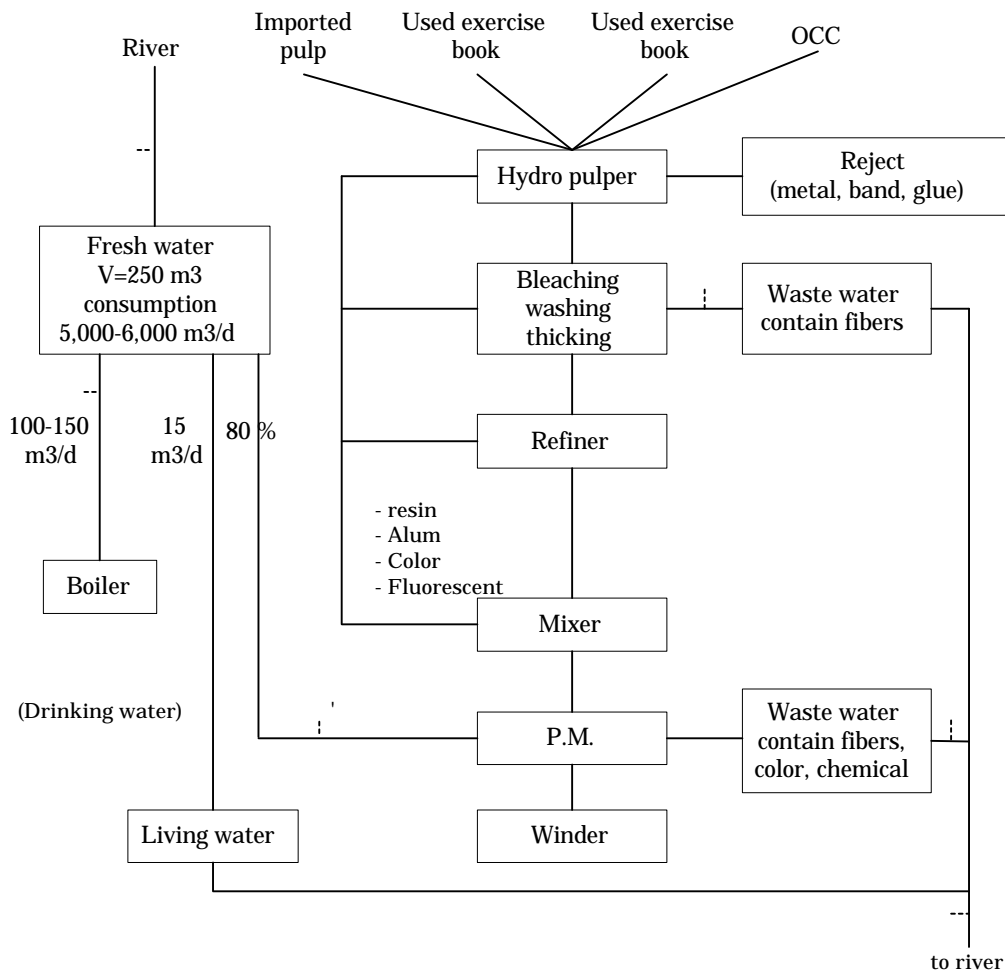 River
Imported
pulp
Used exercise
book
Used exercise
book
OCC
Hydro pulper
Reject
(metal, band, glue)
Fresh water
V=250 m3
consumption
5,000-6,000 m3/d
Bleaching
washing
thicking
Waste water
contain fibers
100-150
m3/d
15
m3/d
80 %
Refiner
- resin
- Alum
- Color
- Fluorescent
Boiler
Mixer
(Drinking water)
P.M.
Waste water
contain fibers,
color, chemical
Living water
Winder
to river